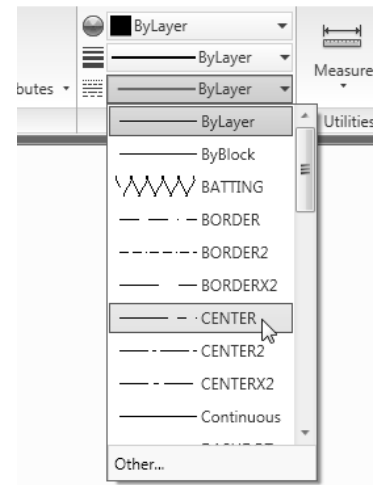 ByLayer
ByLayer
Measure
butes
ByLayer
ByLayer
Utilities
ByBlock
BATTING
BORDER
BORDER2
BORDERX2
CENTER
CENTER2
CENTERX2
Continuous
Other...